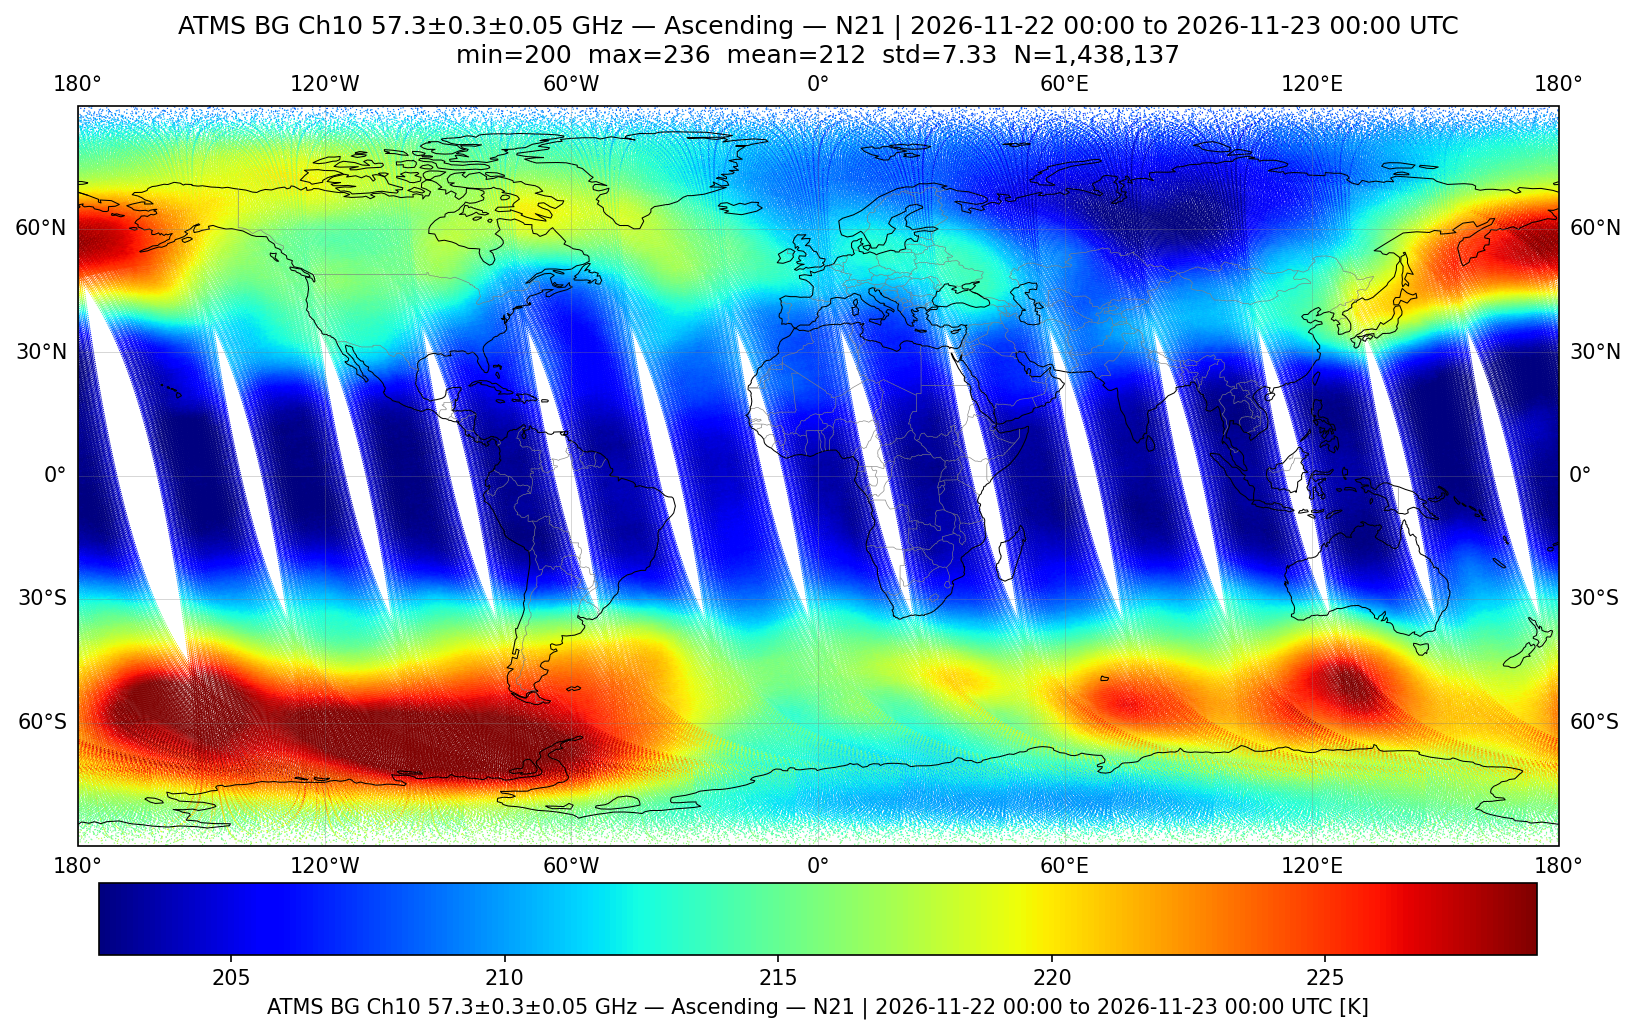 ATMS BG Ch10 57.3±0.3±0.05 GHz — Ascending — N21 | 2026-11-22 00:00 to 2026-11-23 00:00 UTC
min=200 max=236 mean=212 std=7.33 N=1,438,137
180° 120°W 60°W 0° 60°E 120°E 180°
60°N 60°N
30°N 30°N
0° 0°
30°S 30°S
60°S 60°S
180° 120°W 60°W 0° 60°E 120°E 180°
205 210 215 220 225
ATMS BG Ch10 57.3±0.3±0.05 GHz — Ascending — N21 | 2026-11-22 00:00 to 2026-11-23 00:00 UTC [K]